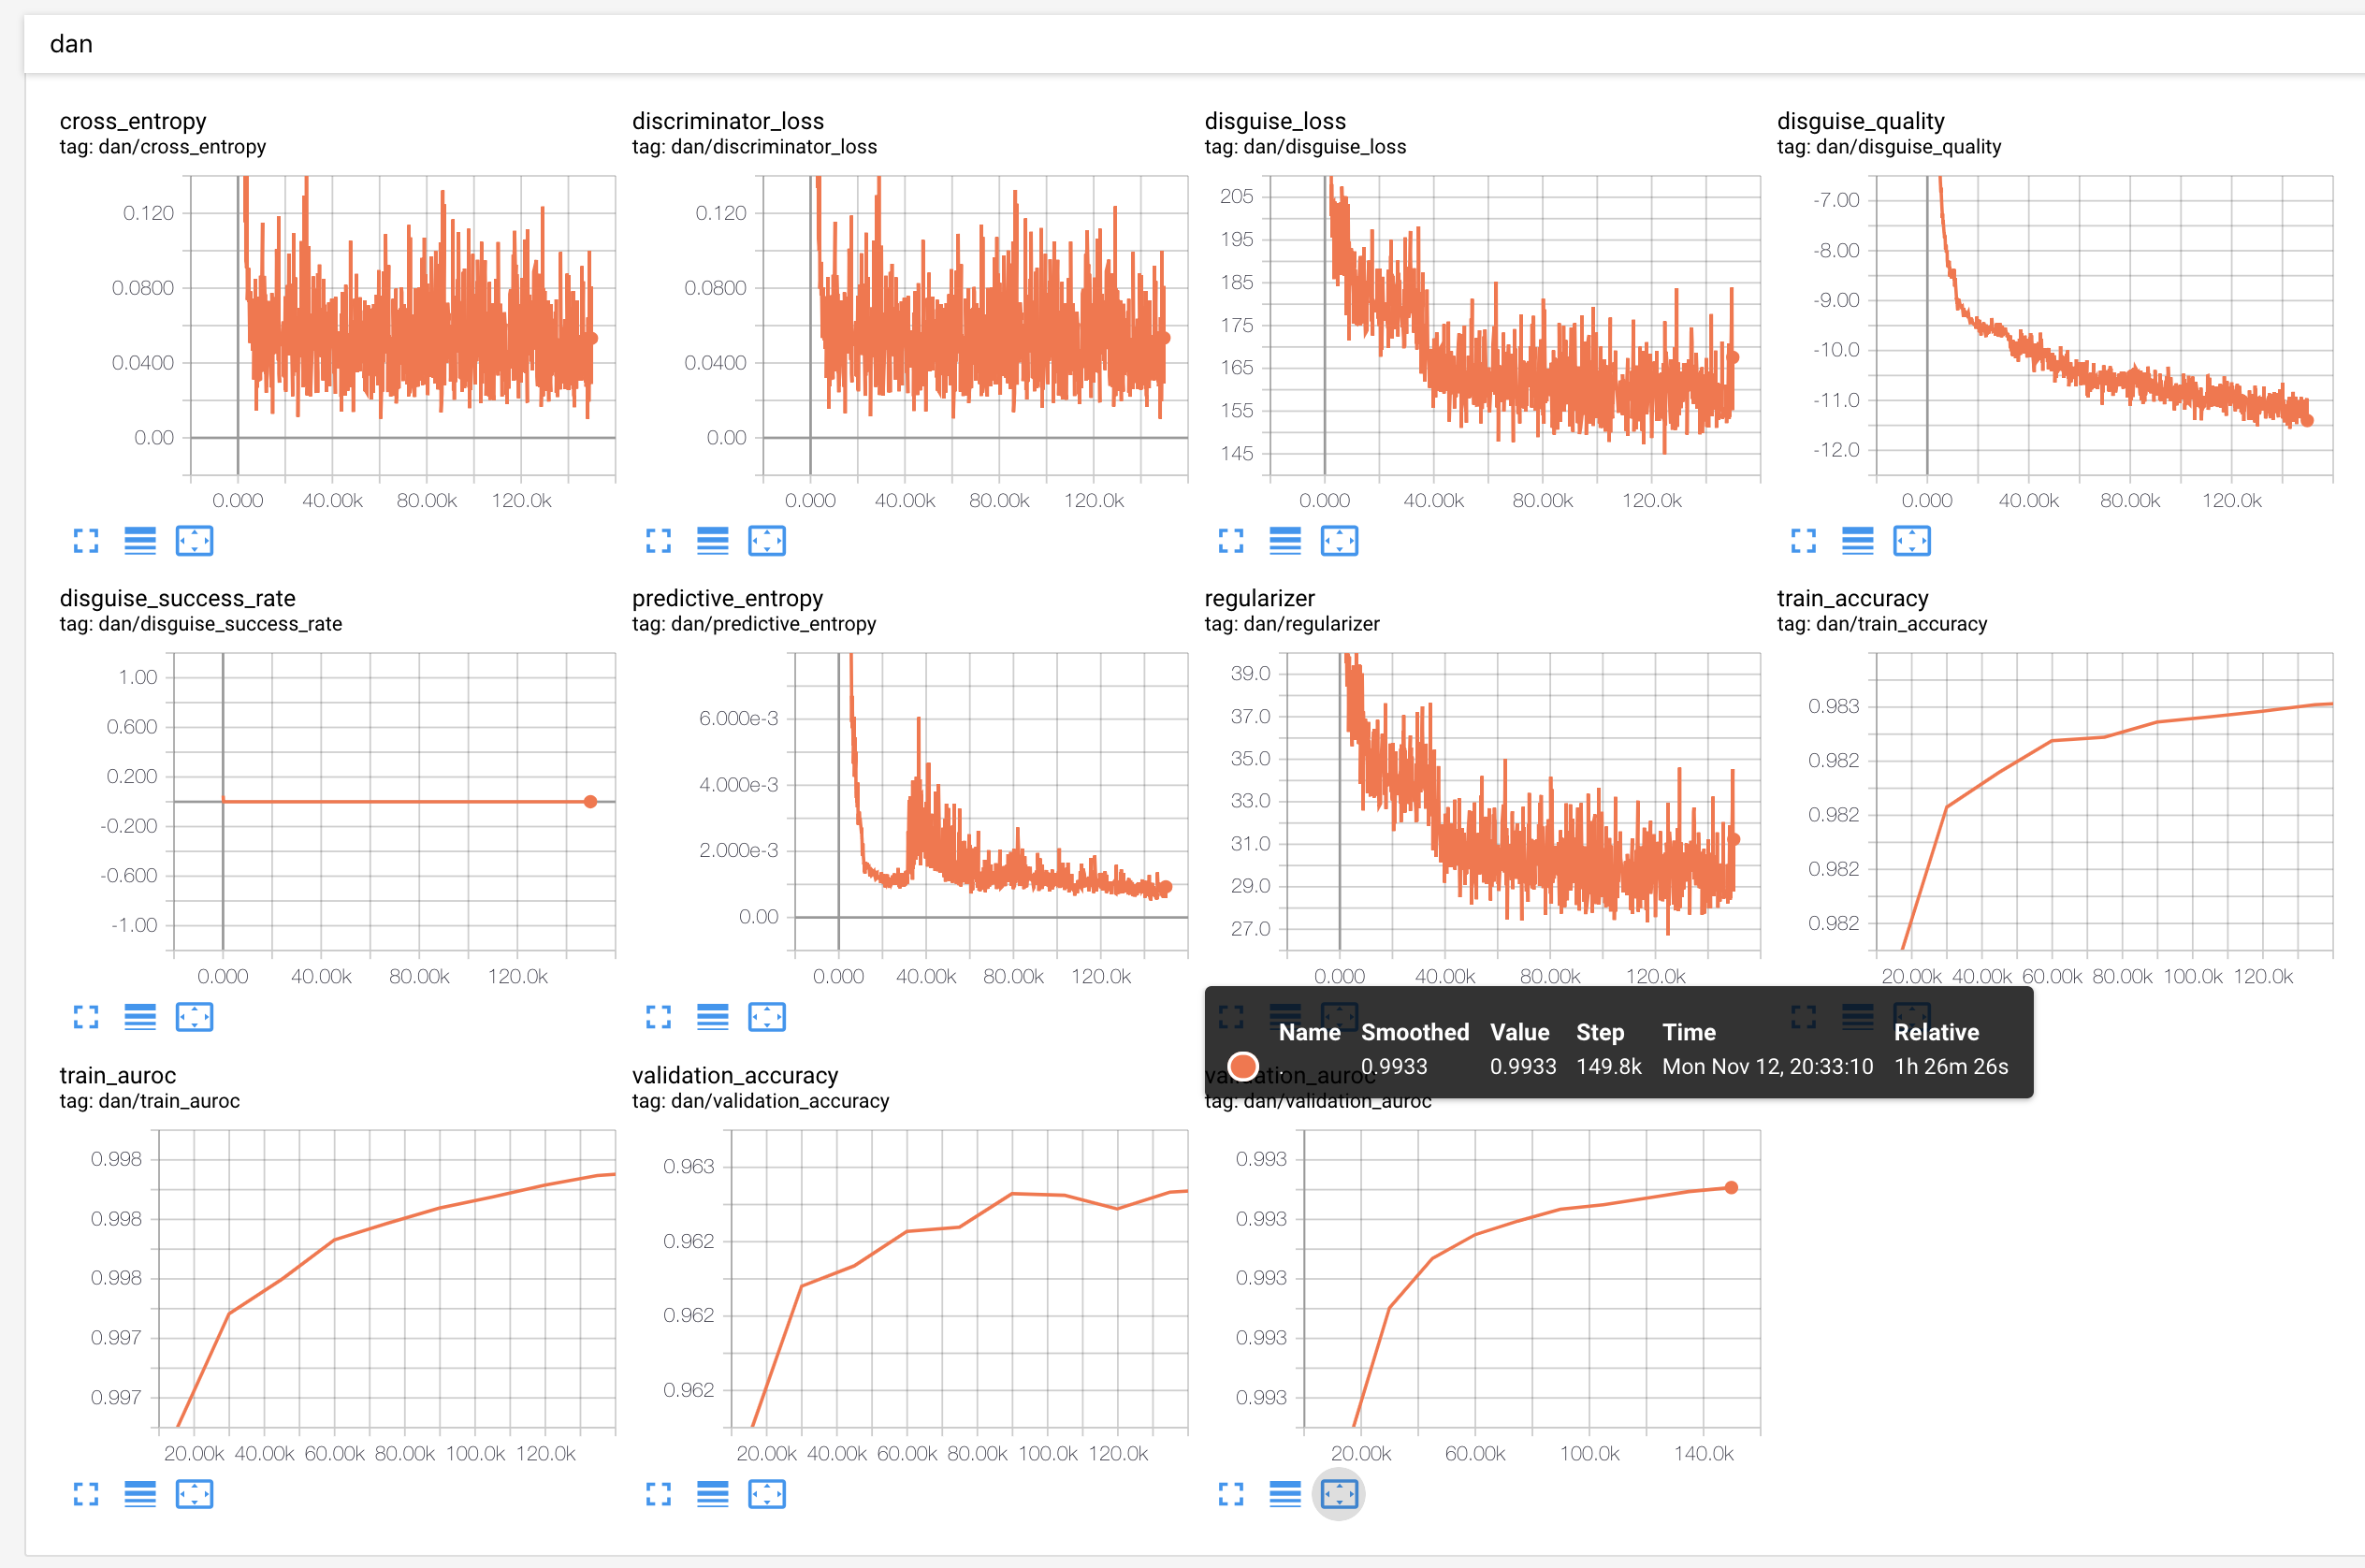 dan
cross_entropy
tag: dan/cross_entropy
0.120
0.0800
0.0400
0.00
0.000 40.00k 80.00k 120.0k
discriminator_loss
tag: dan/discriminator_loss
0.120
0.0800
0.0400
0.00
0.000 40.00k 80.00k 120.0k
disguise_loss
tag: dan/disguise_loss
205
195
185
175
165
155
145
0.000 40.00k 80.00k 120.0k
disguise_quality
tag: dan/disguise_quality
-7.00
-8.00
-9.00
-10.0
-11.0
-12.0
0.000 40.00k 80.00k 120.0k
disguise_success_rate
tag: dan/disguise_success_rate
1.00
0.600
0.200
-0.200
-0.600
-1.00
0.000 40.00k 80.00k 120.0k
predictive_entropy
tag: dan/predictive_entropy
6.000e-3
4.000e-3
2.000e-3
0.00
0.000 40.00k 80.00k 120.0k
regularizer
tag: dan/regularizer
39.0
37.0
35.0
33.0
31.0
29.0
27.0
0.000 40.00k 80.00k 120.0k
train_accuracy
tag: dan/train_accuracy
0.983
0.982
0.982
0.982
0.982
20.00k 40.00k 60.00k 80.00k 100.0k 120.0k
Name Smoothed Value Step Time Relative
. 0.9933 0.9933 149.8k Mon Nov 12, 20:33:10 1h 26m 26s
train_auroc
tag: dan/train_auroc
0.998
0.998
0.998
0.997
0.997
20.00k 40.00k 60.00k 80.00k 100.0k 120.0k
validation_accuracy
tag: dan/validation_accuracy
0.963
0.962
0.962
0.962
20.00k 40.00k 60.00k 80.00k 100.0k 120.0k
validation_auroc
tag: dan/validation_auroc
0.993
0.993
0.993
0.993
0.993
20.00k 60.00k 100.0k 140.0k